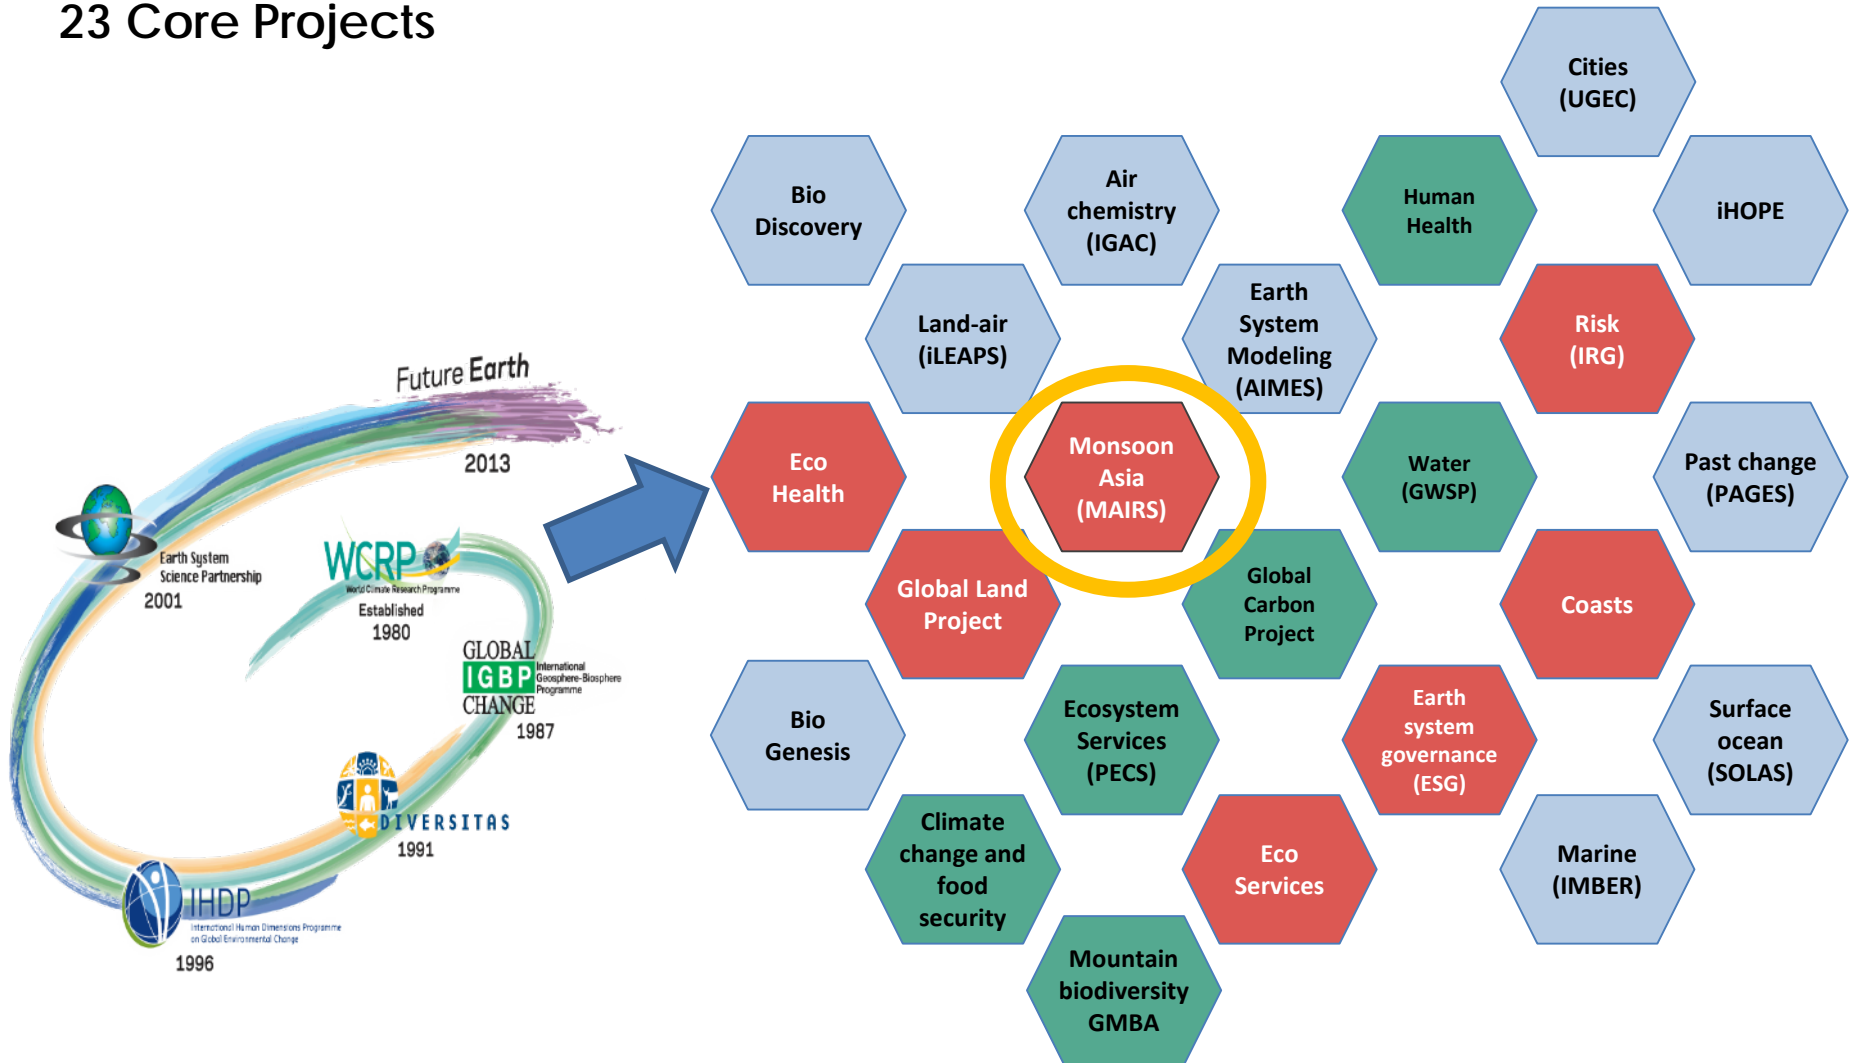 23 Core Projects
Future Earth
2013
Earth System
Science Partnership
2001
WCRP
World Climate Research Programme
Established
1980
GLOBAL
IGBP
CHANGE
International
Geosphere-Biosphere
Programme
1987
DIVERSITAS
1991
IHDP
International Human Dimensions Programme
on Global Environmental Change
1996
Cities
(UGEC)
Bio
Discovery
Air
chemistry
(IGAC)
Human
Health
iHOPE
Land-air
(iLEAPS)
Earth
System
Modeling
(AIMES)
Risk
(IRG)
Eco
Health
Monsoon
Asia
(MAIRS)
Water
(GWSP)
Past change
(PAGES)
Global Land
Project
Global
Carbon
Project
Coasts
Bio
Genesis
Ecosystem
Services
(PECS)
Earth
system
governance
(ESG)
Surface
ocean
(SOLAS)
Climate
change and
food
security
Eco
Services
Marine
(IMBER)
Mountain
biodiversity
GMBA